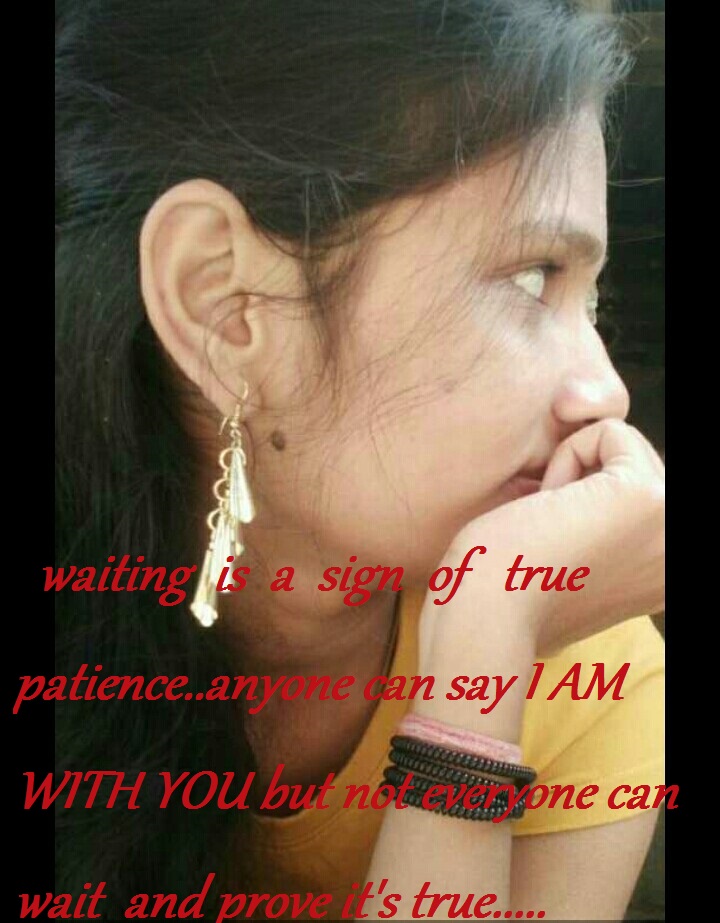 waiting is a sign of true
patience..anyone can say I AM
WITH YOU but not everyone can
wait and prove it's true.....